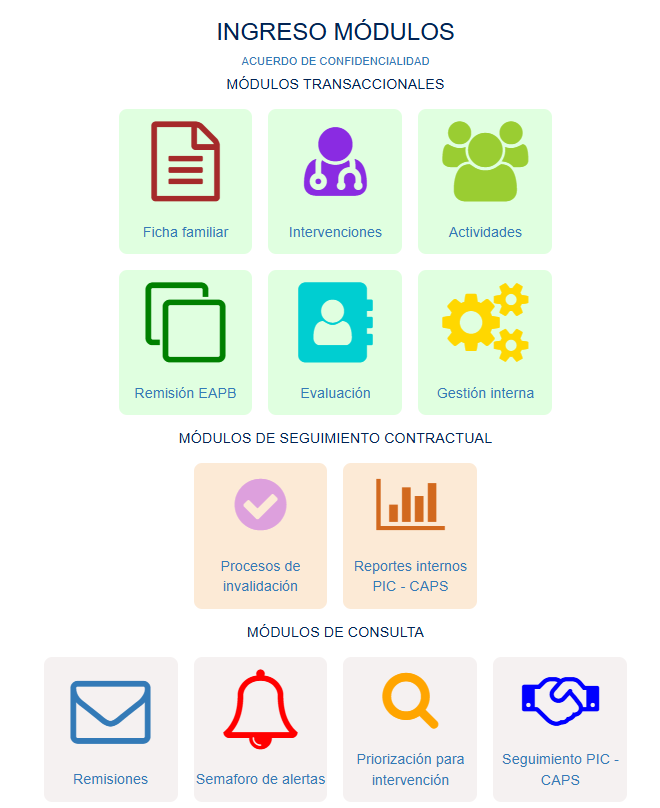 INGRESO MÓDULOS
ACUERDO DE CONFIDENCIALIDAD
MÓDULOS TRANSACCIONALES
Ficha familiar
Intervenciones
Actividades
Remisión EAPB
Evaluación
Gestión interna
MÓDULOS DE SEGUIMIENTO CONTRACTUAL
Procesos de
invalidación
Reportes internos
PIC - CAPS
MÓDULOS DE CONSULTA
Remisiones
Semaforo de alertas
Priorización para
intervención
Seguimiento PIC -
CAPS